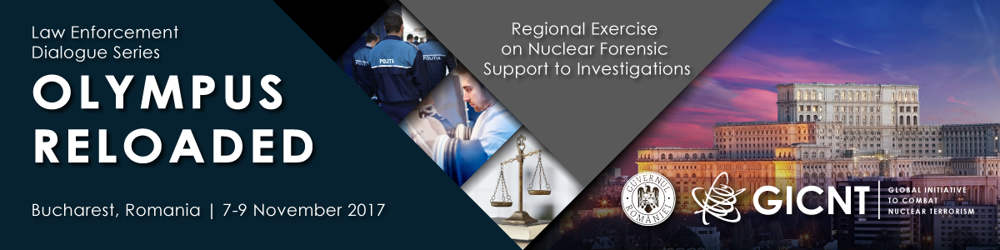 Law Enforcement
Dialogue Series
OLYMPUS
RELOADED
Bucharest, Romania | 7-9 November 2017
POLITIA
POLITIA
Regional Exercise
on Nuclear Forensic
Support to Investigations
GUVERNUL
ROMÂNIEI
GICNT
GLOBAL INITIATIVE
TO COMBAT
NUCLEAR TERRORISM